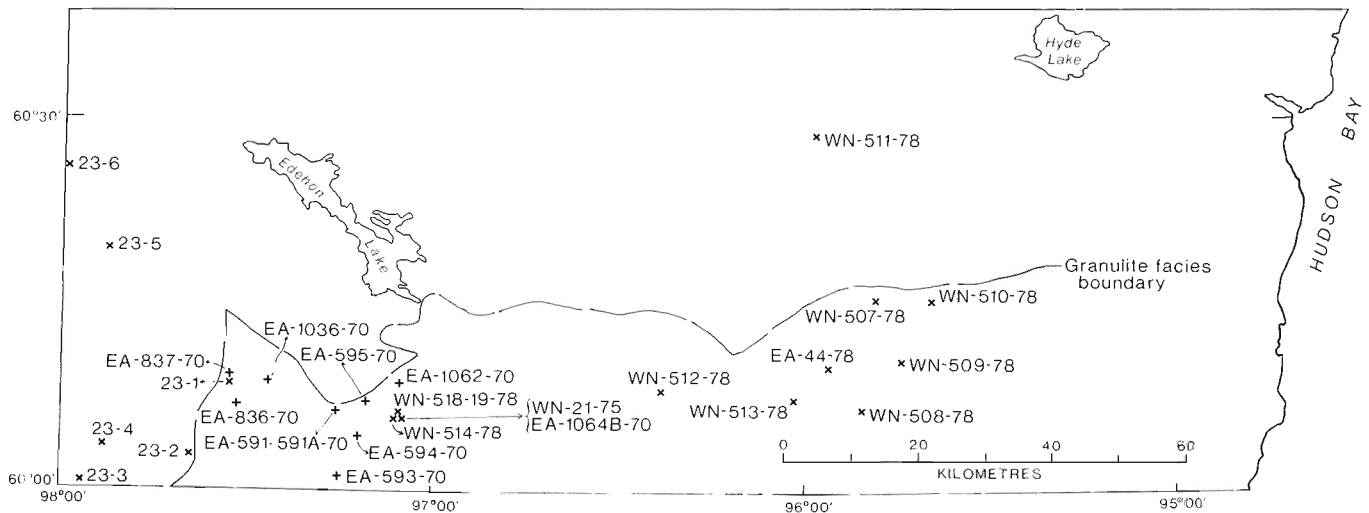 Hyde
Lake
60°30'
WN-511-78
HUDSON BAY
23-6
Edehon
Lake
23-5
Granulite facies
boundary
WN-510-78
WN-507-78
EA-1036-70
EA-595-70
EA-837-70
EA-44-78
WN-509-78
23-1
EA-1062-70
WN-512-78
WN-518-19-78
{WN-21-75
EA-836-70
WN-513-78
WN-508-78
EA-1064B-70
23-4
EA-591-591A-70
WN-514-78
23-2
EA-594-70
0 20 40 60
KILOMETRES
23-3
EA-593-70
60°00'
98°00'
97°00'
96°00'
95°00'